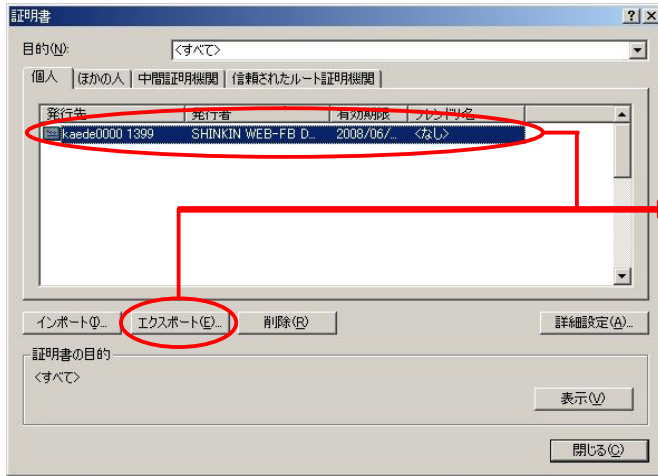 証明書
目的(N): <すべて>
個人 ほかの人 中間証明機関 信頼されたルート証明機関
発行先 発行者 有効期限 フレンドリ名
kaede0000 1399 SHINKIN WEB-FB D... 2008/06/... <なし>
インポート(I)... エクスポート(E)... 削除(R) 詳細設定(A)...
証明書の目的
<すべて>
表示(V)
閉じる(C)